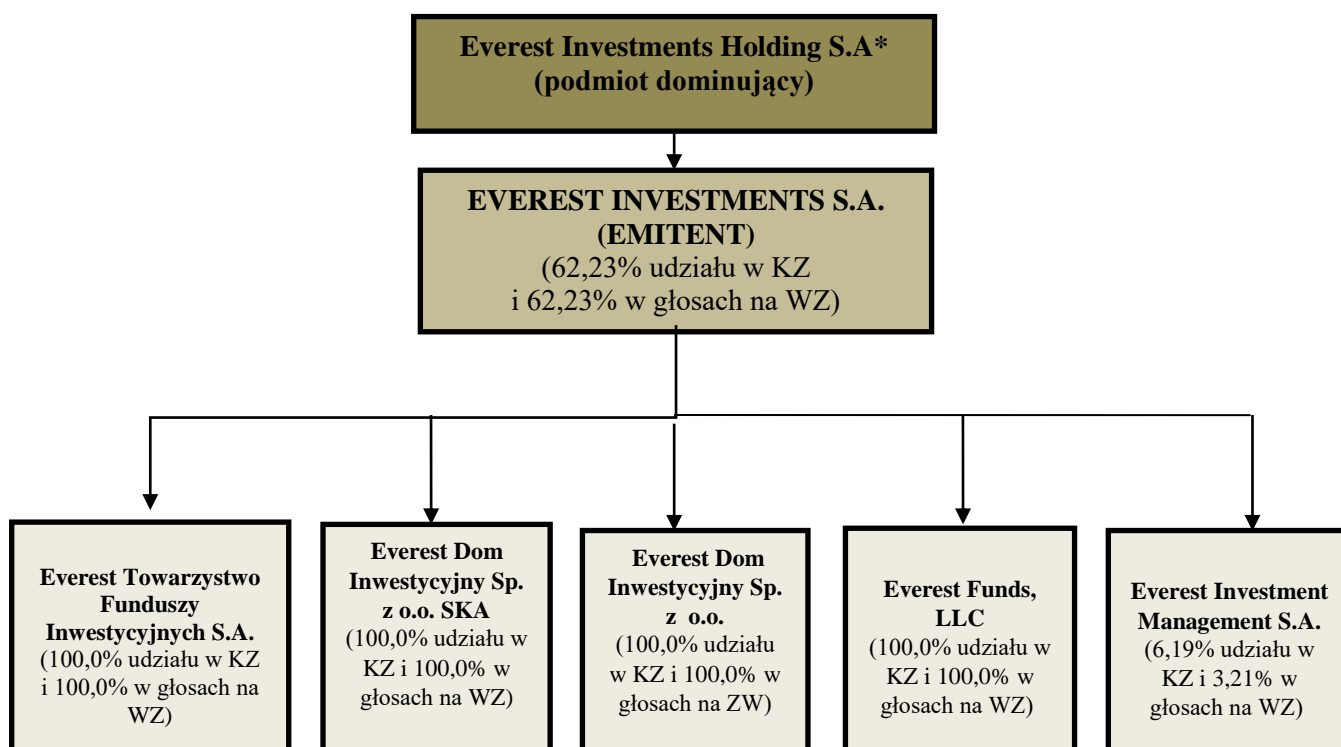 Everest Investments Holding S.A*
(podmiot dominujący)
EVEREST INVESTMENTS S.A.
(EMITENT)
(62,23% udziału w KZ
i 62,23% w głosach na WZ)
Everest Towarzystwo
Funduszy
Inwestycyjnych S.A.
(100,0% udziału w KZ
i 100,0% w głosach na
WZ)
Everest Dom
Inwestycyjny Sp.
z o.o. SKA
(100,0% udziału w
KZ i 100,0% w
głosach na WZ)
Everest Dom
Inwestycyjny Sp.
z o.o.
(100,0% udziału
w KZ i 100,0% w
głosach na ZW)
Everest Funds,
LLC
(100,0% udziału w
KZ i 100,0% w
głosach na WZ)
Everest Investment
Management S.A.
(6,19% udziału w
KZ i 3,21% w
głosach na WZ)